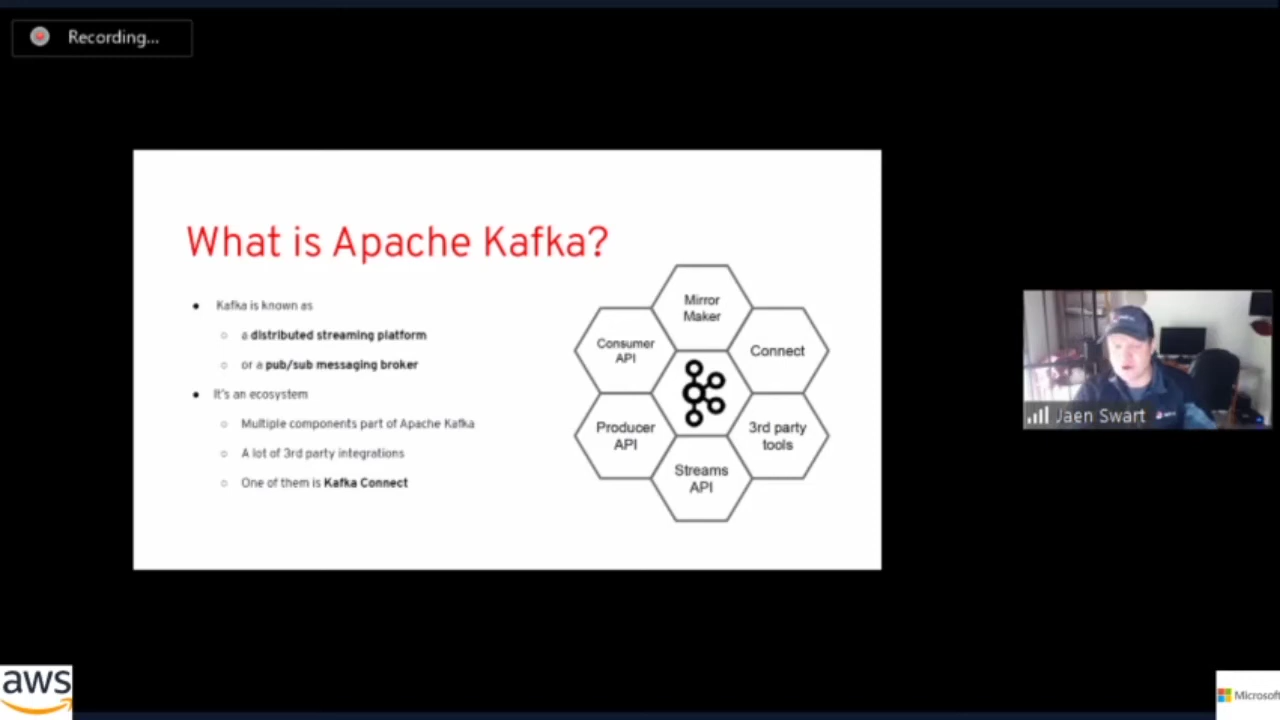 Recording...
What is Apache Kafka?
● Kafka is known as
○ a distributed streaming platform
○ or a pub/sub messaging broker
● It's an ecosystem
○ Multiple components part of Apache Kafka
○ A lot of 3rd party integrations
○ One of them is Kafka Connect
Mirror
Maker
Consumer
API
Connect
Producer
API
3rd party
tools
Streams
API
Jaen Swart
aws
Microsoft